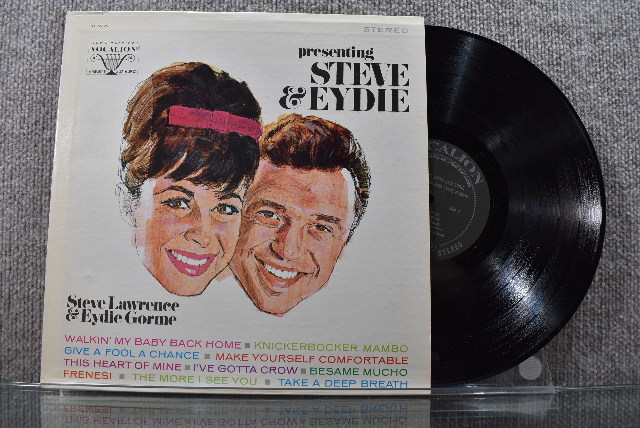 STEREO
VOCALION
presenting
STEVE
& EYDIE
Steve Lawrence
& Eydie Gorme
WALKIN' MY BABY BACK HOME ■ KNICKERBOCKER MAMBO
GIVE A FOOL A CHANCE ■ MAKE YOURSELF COMFORTABLE
THIS HEART OF MINE ■ I'VE GOTTA CROW ■ BESAME MUCHO
FRENESI ■ THE MORE I SEE YOU ■ TAKE A DEEP BREATH
VOCALION